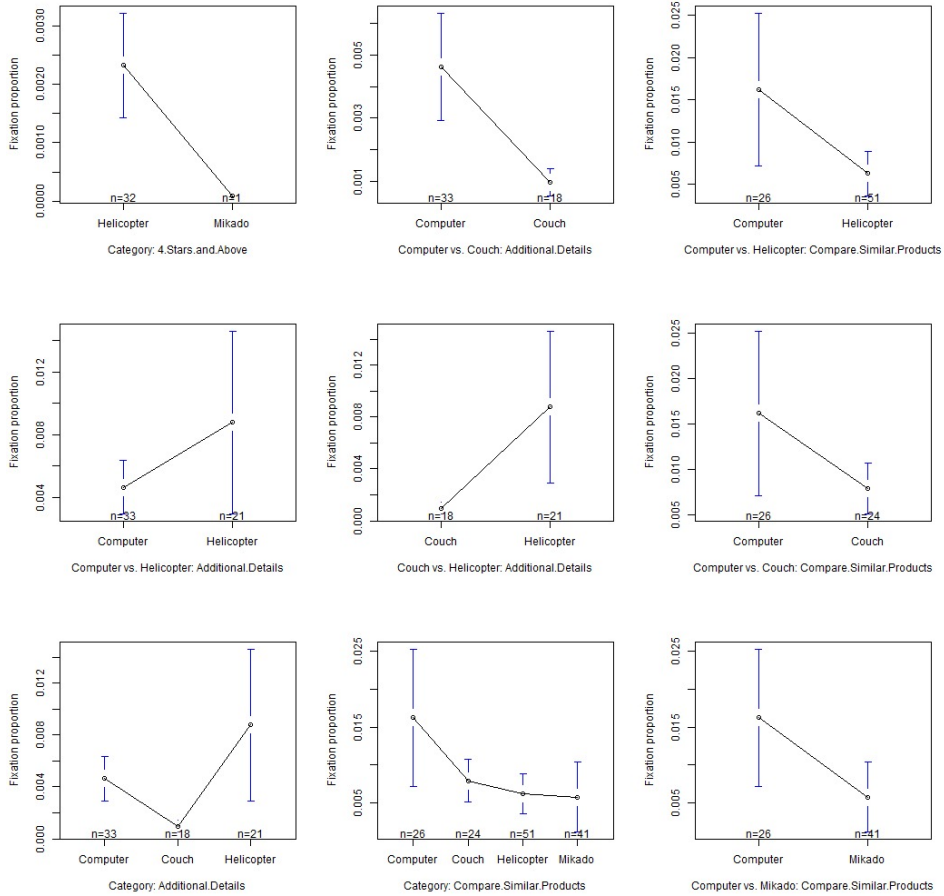 Fixation proportion
0.0000 0.0010 0.0020 0.0030
n=32 n=1
Helicopter Mikado
Category: 4.Stars.and.Above
Fixation proportion
0.001 0.003 0.005
n=33 n=18
Computer Couch
Computer vs. Couch: Additional.Details
Fixation proportion
0.005 0.010 0.015 0.020 0.025
n=26 n=51
Computer Helicopter
Computer vs. Helicopter: Compare.Similar.Products
Fixation proportion
0.004 0.008 0.012
n=33 n=21
Computer Helicopter
Computer vs. Helicopter: Additional.Details
Fixation proportion
0.000 0.004 0.008 0.012
n=18 n=21
Couch Helicopter
Couch vs. Helicopter: Additional.Details
Fixation proportion
0.005 0.010 0.015 0.020 0.025
n=26 n=24
Computer Couch
Computer vs. Couch: Compare.Similar.Products
Fixation proportion
0.000 0.004 0.008 0.012
n=33 n=18 n=21
Computer Couch Helicopter
Category: Additional.Details
Fixation proportion
0.005 0.015 0.025
n=26 n=24 n=51 n=41
Computer Couch Helicopter Mikado
Category: Compare.Similar.Products
Fixation proportion
0.005 0.015 0.025
n=26 n=41
Computer Mikado
Computer vs. Mikado: Compare.Similar.Products